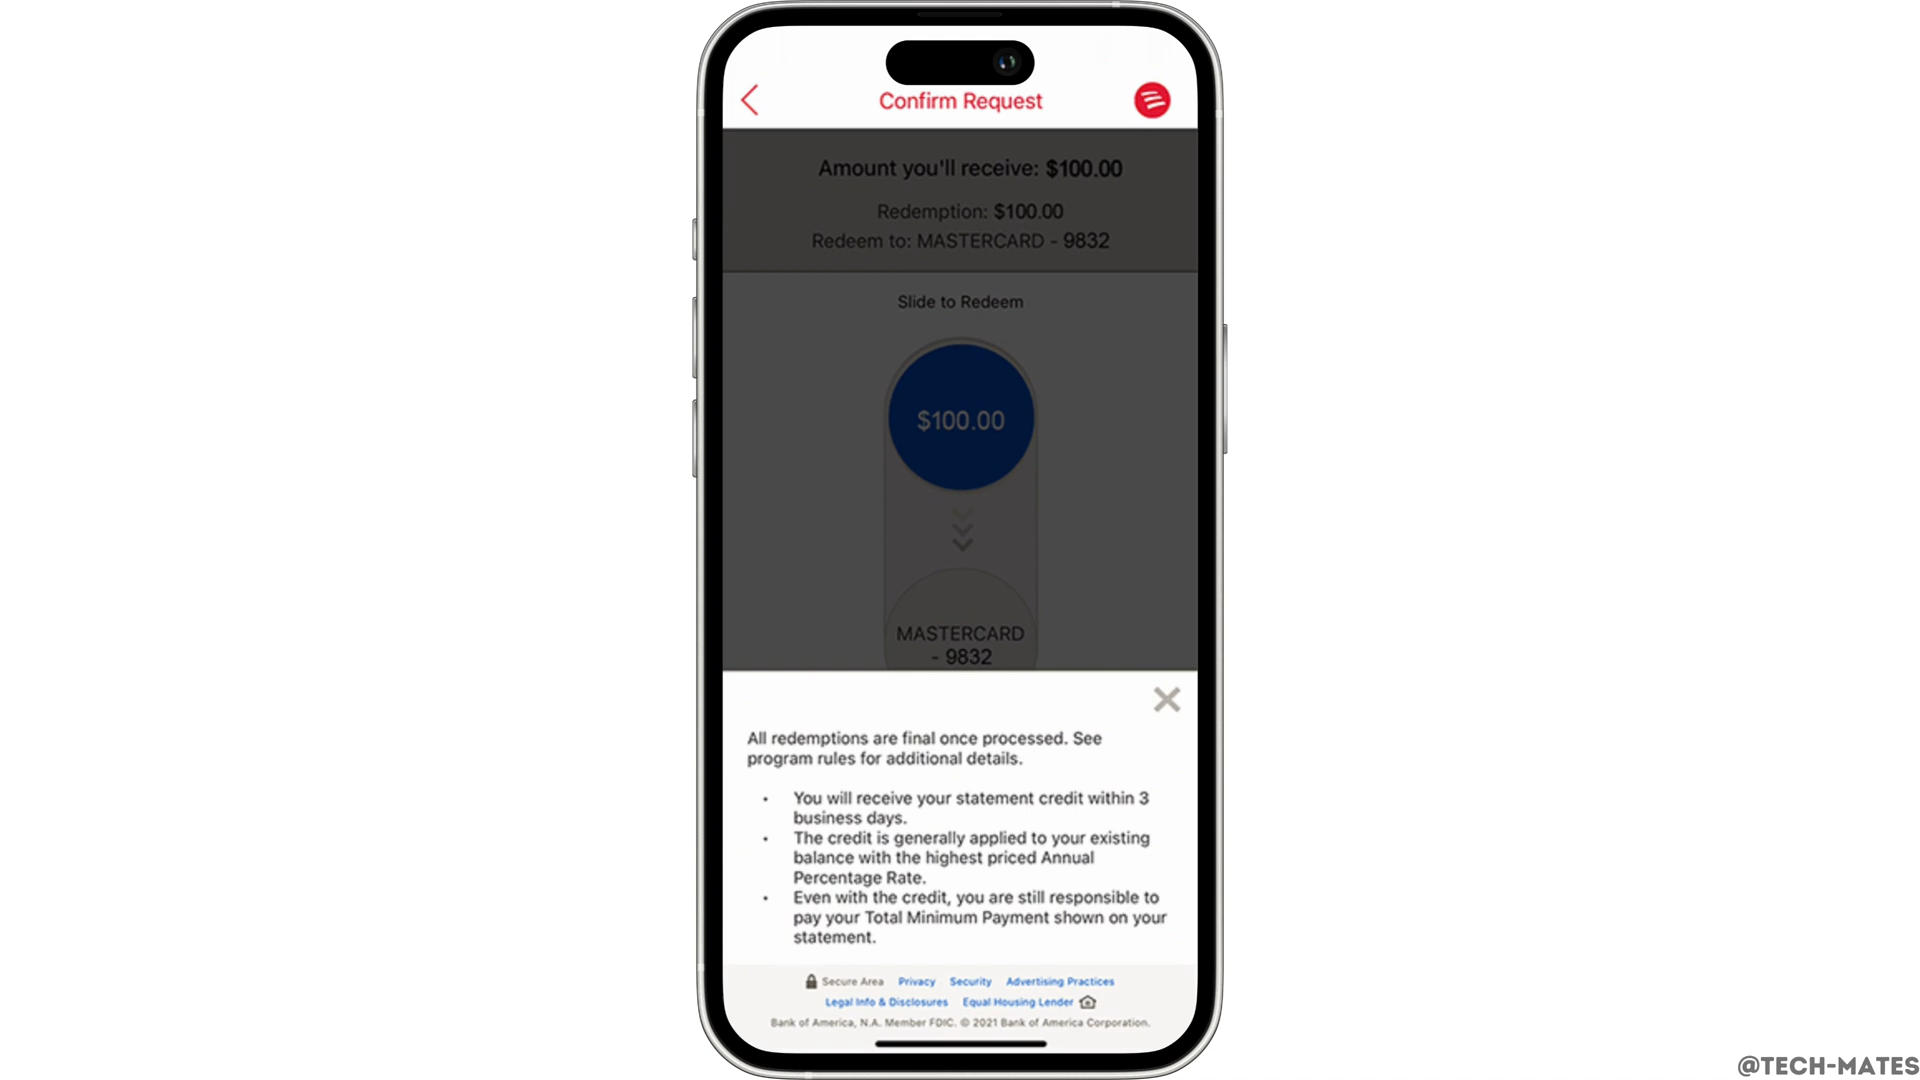 Confirm Request
Amount you'll receive: $100.00
Redemption: $100.00
Redeem to: MASTERCARD - 9832
Slide to Redeem
$100.00
MASTERCARD
- 9832
All redemptions are final once processed. See
program rules for additional details.
• You will receive your statement credit within 3
business days.
• The credit is generally applied to your existing
balance with the highest priced Annual
Percentage Rate.
• Even with the credit, you are still responsible to
pay your Total Minimum Payment shown on your
statement.
Secure Area Privacy Security Advertising Practices
Legal Info & Disclosures Equal Housing Lender
Bank of America, N.A. Member FDIC. © 2021 Bank of America Corporation.
@TECH-MATES